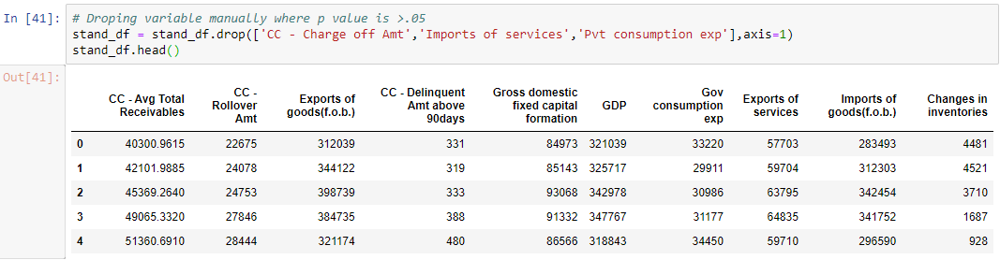 In [41]: # Droping variable manually where p value is >.05
stand_df = stand_df.drop(['CC - Charge off Amt','Imports of services','Pvt consumption exp'],axis=1)
stand_df.head()
Out[41]:
CC - Avg Total Receivables CC - Rollover Amt Exports of goods(f.o.b.) CC - Delinquent Amt above 90days Gross domestic fixed capital formation GDP Gov consumption exp Exports of services Imports of goods(f.o.b.) Changes in inventories
0 40300.9615 22675 312039 331 84973 321039 33220 57703 283493 4481
1 42101.9885 24078 344122 319 85143 325717 29911 59704 312303 4521
2 45369.2640 24753 398739 333 93068 342978 30986 63795 342454 3710
3 49065.3320 27846 384735 388 91332 347767 31177 64835 341752 1687
4 51360.6910 28444 321174 480 86566 318843 34450 59710 296590 928